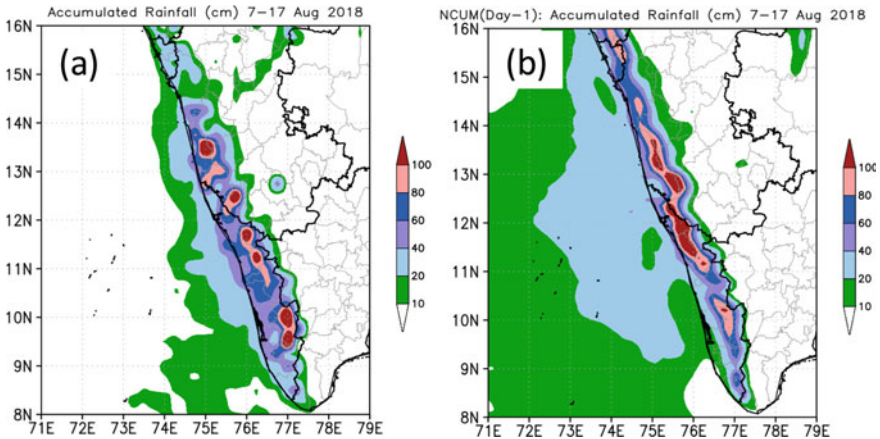 Accumulated Rainfall (cm) 7–17 Aug 2018
(a)
16N
15N
14N
13N
12N
11N
10N
9N
8N
71E 72E 73E 74E 75E 76E 77E 78E 79E
100
80
60
40
20
10
NCUM(Day–1): Accumulated Rainfall (cm) 7–17 Aug 2018
(b)
16N
15N
14N
13N
12N
11N
10N
9N
8N
71E 72E 73E 74E 75E 76E 77E 78E 79E
100
80
60
40
20
10